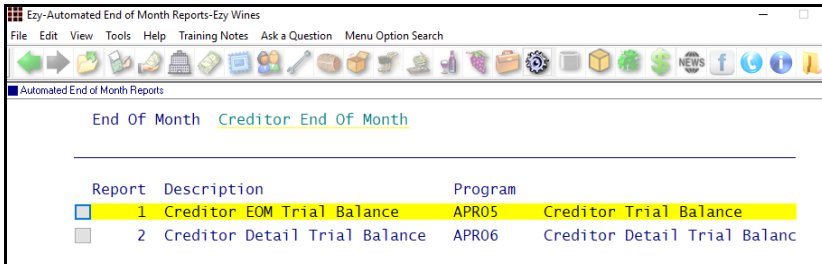 Ezy-Automated End of Month Reports-Ezy Wines
File Edit View Tools Help Training Notes Ask a Question Menu Option Search
NEWS f i
Automated End of Month Reports
End Of Month Creditor End Of Month
Report Description Program
1 Creditor EOM Trial Balance APR05 Creditor Trial Balance
2 Creditor Detail Trial Balance APR06 Creditor Detail Trial Balanc